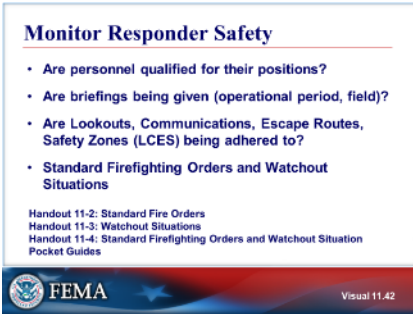 Monitor Responder Safety
• Are personnel qualified for their positions?
• Are briefings being given (operational period, field)?
• Are Lookouts, Communications, Escape Routes,
Safety Zones (LCES) being adhered to?
• Standard Firefighting Orders and Watchout
Situations
Handout 11-2: Standard Fire Orders
Handout 11-3: Watchout Situations
Handout 11-4: Standard Firefighting Orders and Watchout Situation
Pocket Guides
FEMA
Visual 11.42